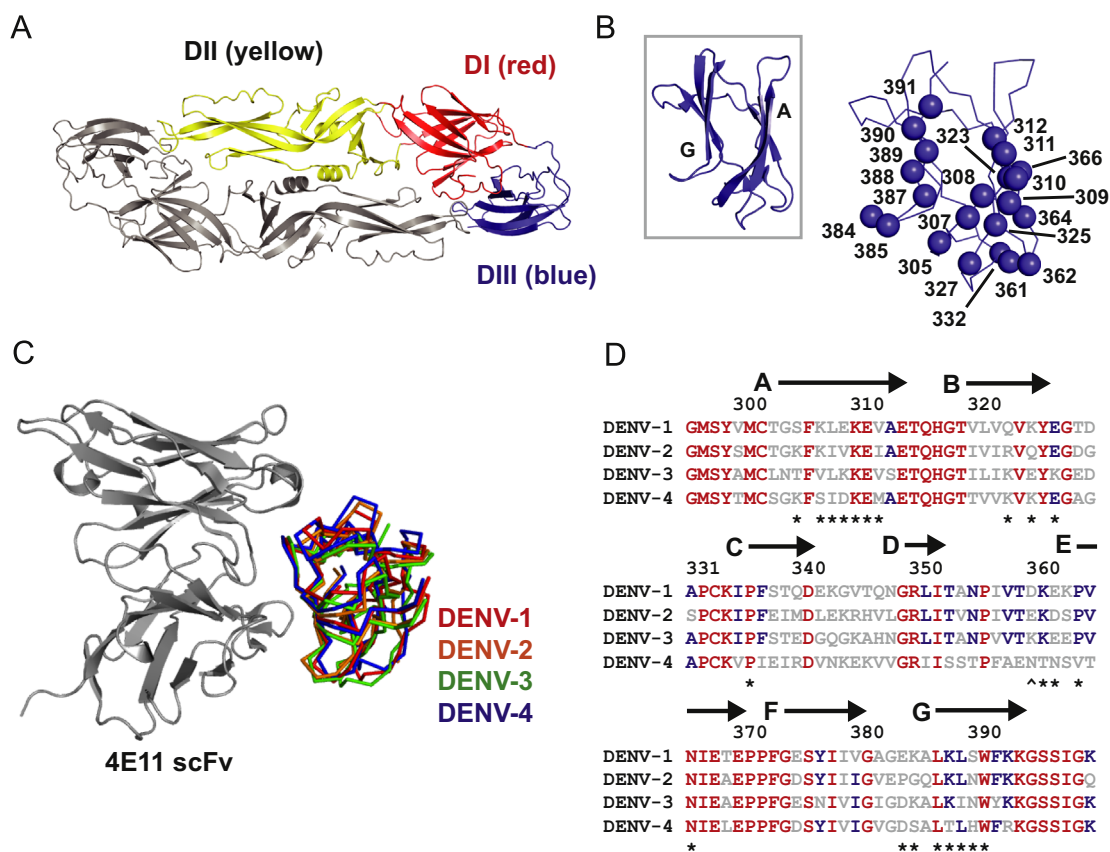 A
DII (yellow)
DI (red)
DIII (blue)
B
G
A
391
390
389
388
387
384
385
323
308
307
305
327
332
312
311
366
310
309
364
325
362
361
C
DENV-1
DENV-2
DENV-3
DENV-4
4E11 scFv
D
A B
300 310 320
DENV-1 GMSYVMCTGSFKLEKEVAETQHGTVLVQVKYEGTD
DENV-2 GMSYSMCTGKFKIVKEIAETQHGTIVIRVQYEGDG
DENV-3 GMSYAMCLNTFVLKKEVSETQHGTILIKVEYKGED
DENV-4 GMSYTMCSGKFSIDKEMAETQHGTVVVKVKYEGAG
* ****** * * *
C D E
331 340 350 360
DENV-1 APCKIPFSTQDEKGVTQNGRLITANPIVTDKEKPV
DENV-2 SPCKIPFEIMDLEKRHVLGRLITVNPIVTEKDSPV
DENV-3 APCKIPFSTEDGQGKAHNGRLITANPVVTKKEEPV
DENV-4 APCKVPIEIRDVNKEKVVGRIISSTPFAENTNSVT
* ^** *
F G
370 380 390
DENV-1 NIETEPPFGESYIIVGAGEKALKLSWFKKGSSIGK
DENV-2 NIEAEPPFGDSYIIIGVEPGQLKLNWFKKGSSIGQ
DENV-3 NIEAEPPFGESNIVIGIGDKALKINWYKKGSSIGK
DENV-4 NIELEPPFGDSYIVIGVGDSALTLHWFRKGSSIGK
* ** *****